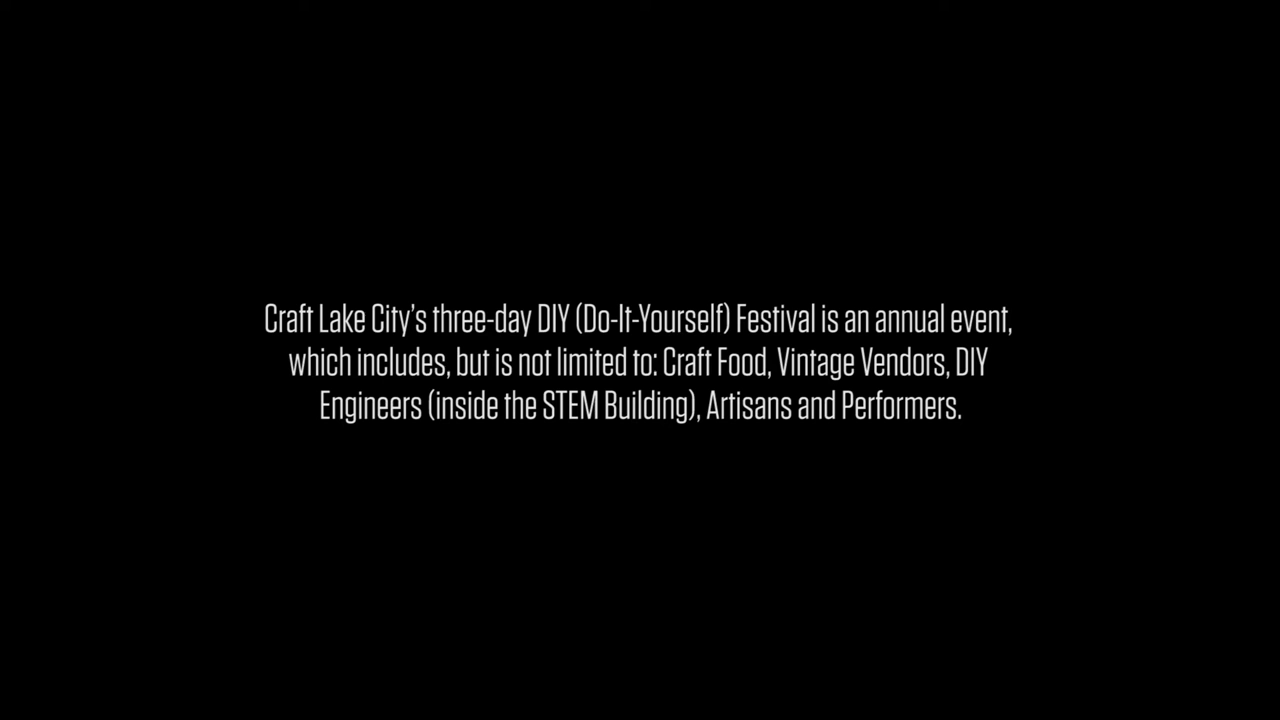 Craft Lake City’s three-day DIY (Do-It-Yourself) Festival is an annual event,
which includes, but is not limited to: Craft Food, Vintage Vendors, DIY
Engineers (inside the STEM Building), Artisans and Performers.